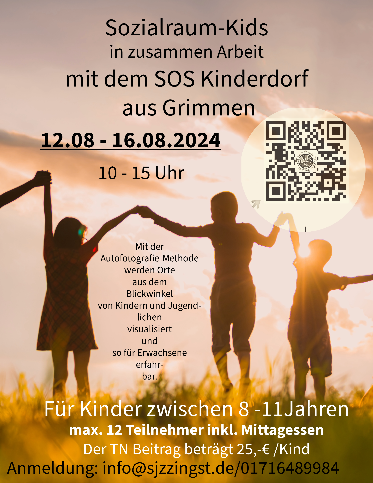 Sozialraum-Kids
in zusammen Arbeit
mit dem SOS Kinderdorf
aus Grimmen
12.08 - 16.08.2024
10 - 15 Uhr
Mit der
Autofotografie Methode
werden Orte
aus dem
Blickwinkel
von Kindern und Jugend-
lichen
visualisiert
und
so für Erwachsene
erfahr-
bar.
Für Kinder zwischen 8 -11Jahren
max. 12 Teilnehmer inkl. Mittagessen
Der TN Beitrag beträgt 25,-€ /Kind
Anmeldung: info@sjzzingst.de/01716489984